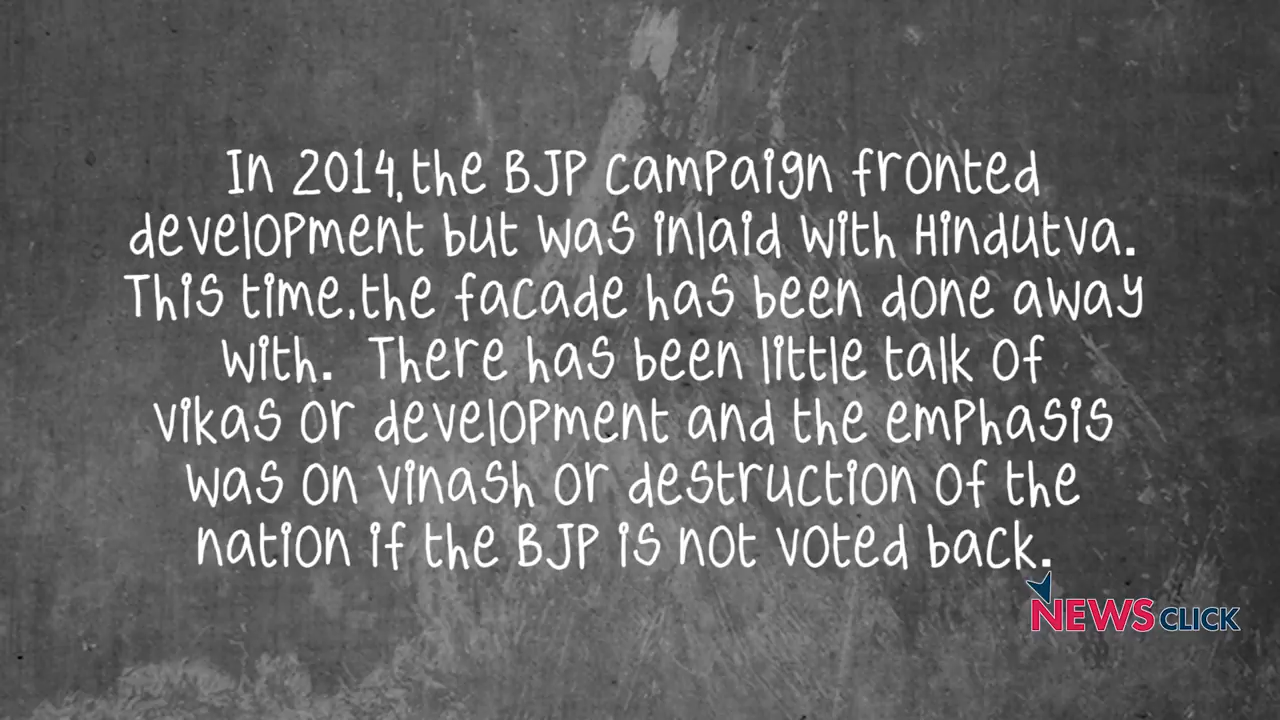 In 2014,the BJP campaign fronted
development but was inlaid with Hindutva.
This time,the facade has been done away
with. There has been little talk of
vikas or development and the emphasis
was on vinash or destruction of the
nation if the BJP is not voted back.
NEWSCLICK